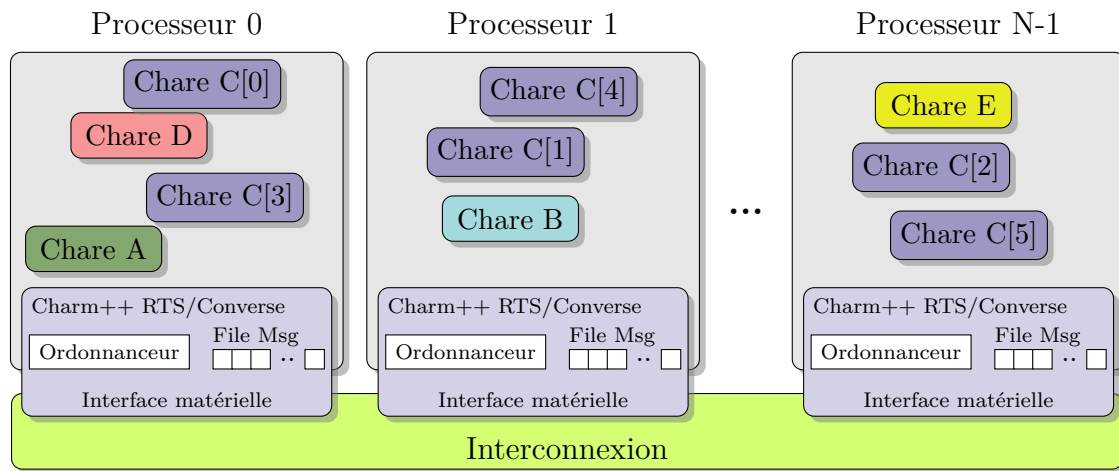 Processeur 0
Processeur 1
Processeur N-1
Chare C[0]
Chare D
Chare C[3]
Chare A
Chare C[4]
Chare C[1]
Chare B
...
Chare E
Chare C[2]
Chare C[5]
Charm++ RTS/Converse
Ordonnanceur
File Msg
..
Interface matérielle
Charm++ RTS/Converse
Ordonnanceur
File Msg
..
Interface matérielle
Charm++ RTS/Converse
Ordonnanceur
File Msg
..
Interface matérielle
Interconnexion